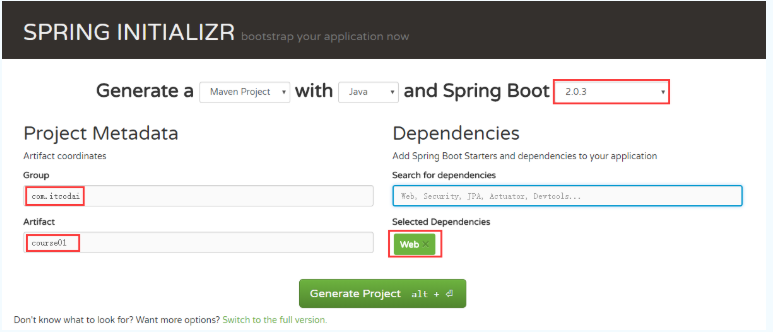 SPRING INITIALIZR bootstrap your application now
Generate a Maven Project with Java and Spring Boot 2.0.3
Project Metadata
Artifact coordinates
Group
com.itcodai
Artifact
course01
Dependencies
Add Spring Boot Starters and dependencies to your application
Search for dependencies
Web, Security, JPA, Actuator, Devtools...
Selected Dependencies
Web ×
Generate Project alt + ⏎
Don't know what to look for? Want more options? Switch to the full version.